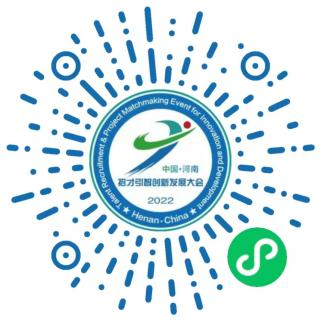 Talent Recruitment & Project Matchmaking Event for Innovation and Development
中国·河南
招才引智创新发展大会
2022
★ Henan·China ★